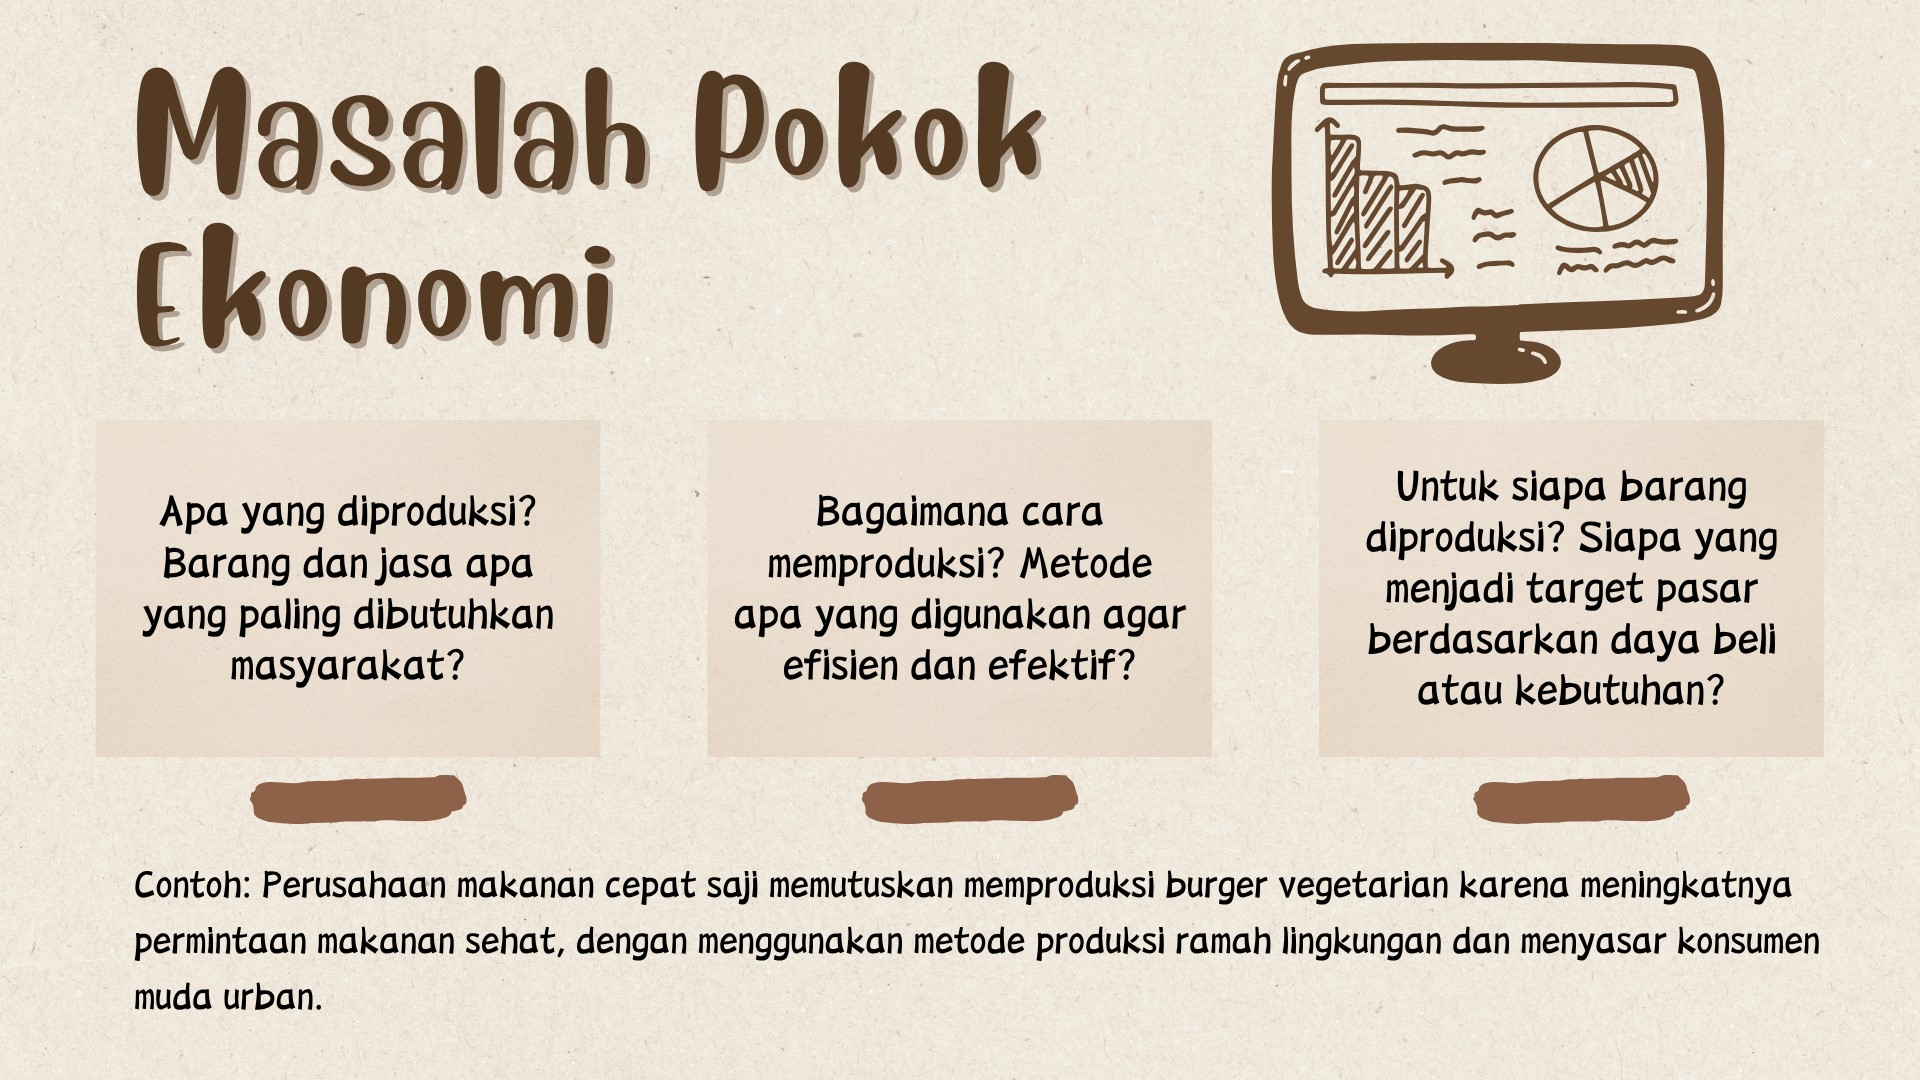 Masalah Pokok
Ekonomi
Apa yang diproduksi?
Barang dan jasa apa
yang paling dibutuhkan
masyarakat?
Bagaimana cara
memproduksi? Metode
apa yang digunakan agar
efisien dan efektif?
Untuk siapa barang
diproduksi? Siapa yang
menjadi target pasar
berdasarkan daya beli
atau kebutuhan?
Contoh: Perusahaan makanan cepat saji memutuskan memproduksi burger vegetarian karena meningkatnya
permintaan makanan sehat, dengan menggunakan metode produksi ramah lingkungan dan menyasar konsumen
muda urban.